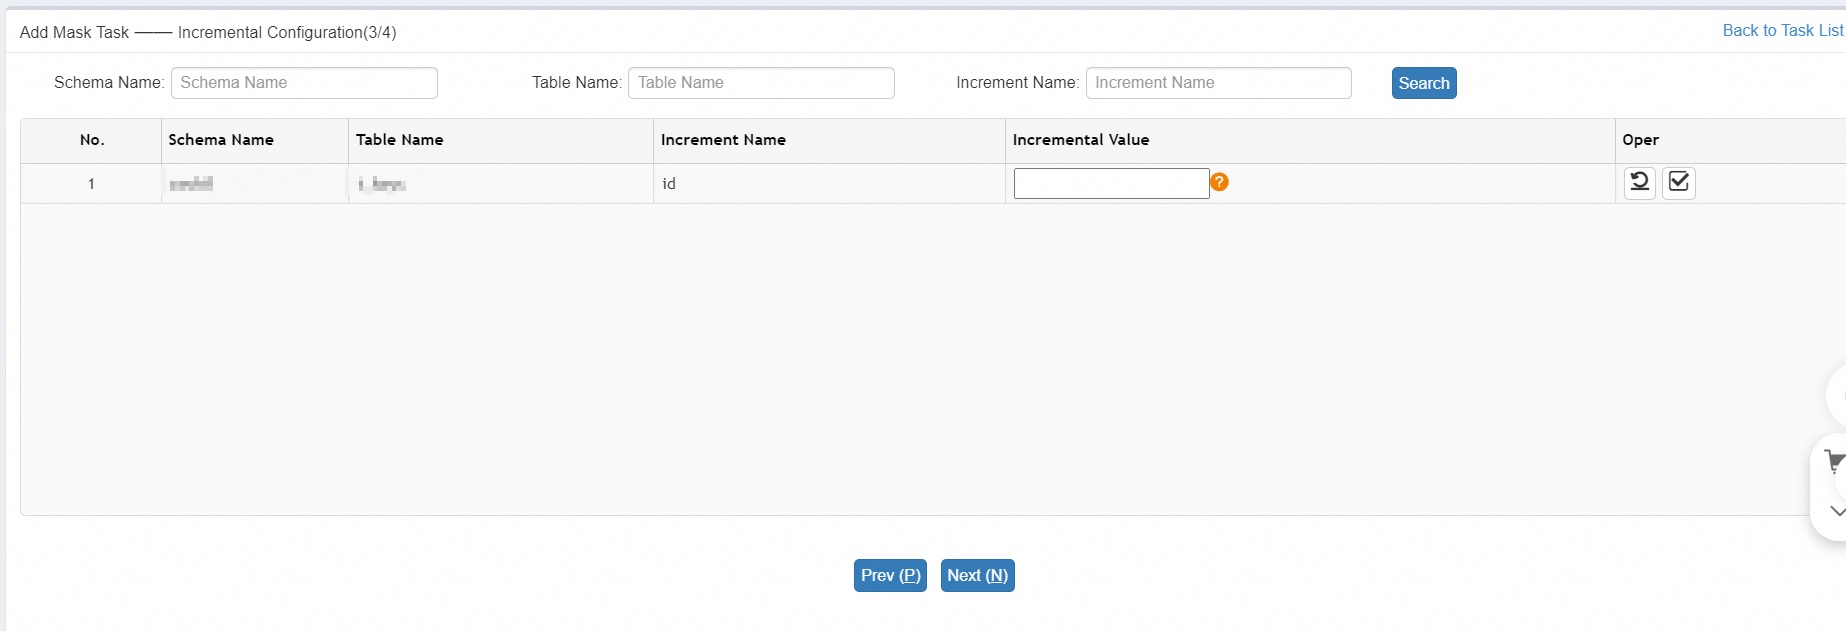 Add Mask Task —— Incremental Configuration(3/4)
Back to Task List
Schema Name: Schema Name
Table Name: Table Name
Increment Name: Increment Name
Search
No.
Schema Name
Table Name
Increment Name
Incremental Value
Oper
1
id
?
Prev (P)
Next (N)